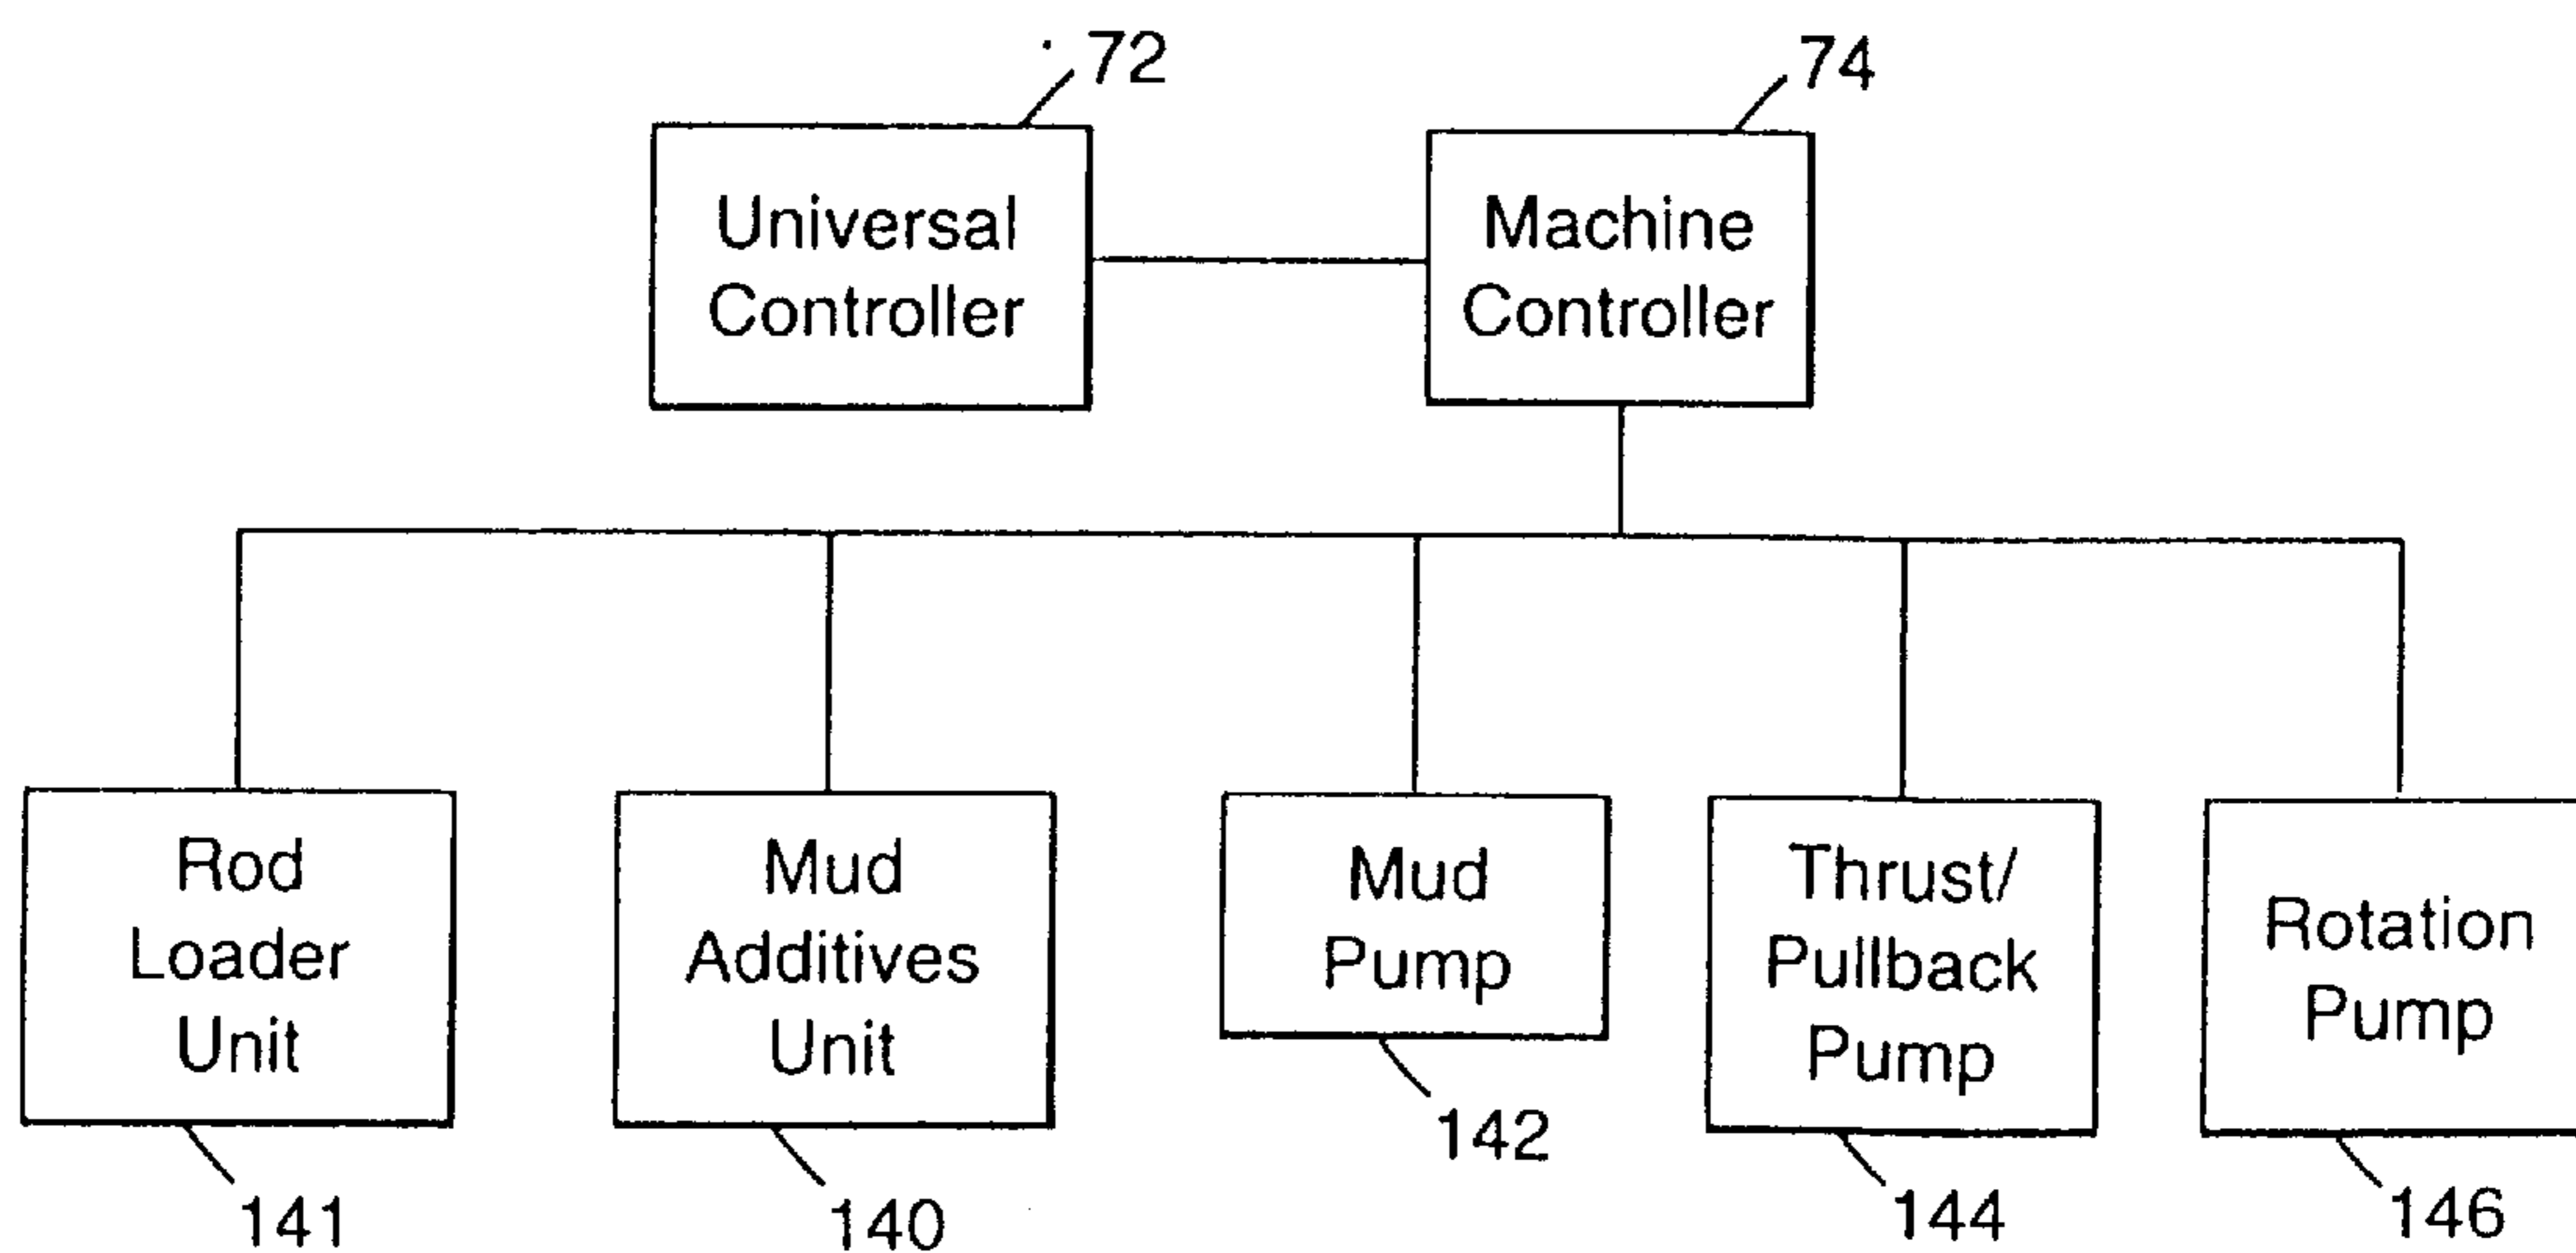 72
74
Universal
Controller
Machine
Controller
Rod
Loader
Unit
Mud
Additives
Unit
Mud
Pump
Thrust/
Pullback
Pump
Rotation
Pump
141
140
142
144
146